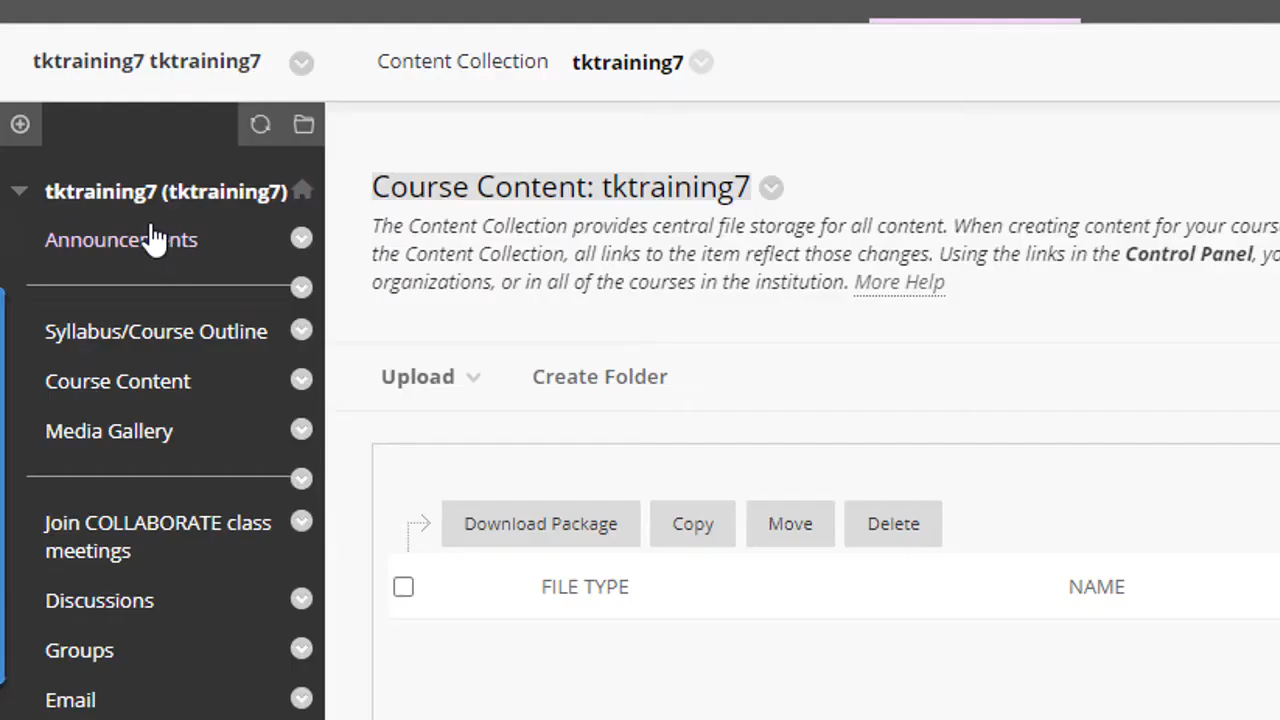 tktraining7 tktraining7
Content Collection tktraining7
tktraining7 (tktraining7)
Announcements
Syllabus/Course Outline
Course Content
Media Gallery
Join COLLABORATE class
meetings
Discussions
Groups
Email
Course Content: tktraining7
The Content Collection provides central file storage for all content. When creating content for your course
the Content Collection, all links to the item reflect those changes. Using the links in the Control Panel, yo
organizations, or in all of the courses in the institution. More Help
Upload
Create Folder
Download Package
Copy
Move
Delete
FILE TYPE
NAME